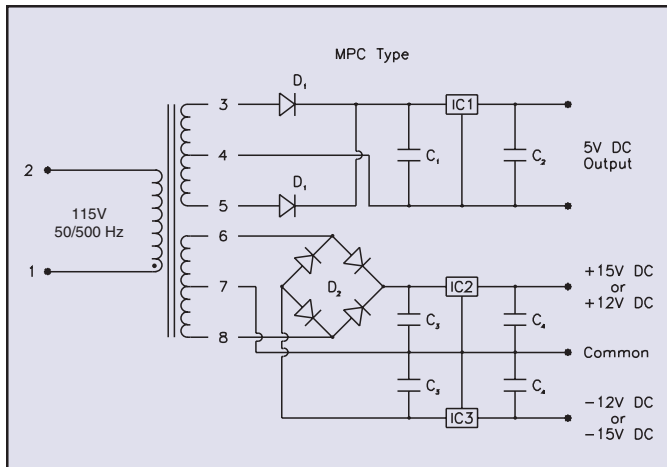 MPC Type
D1
3
IC1
4
C1
C2
5V DC
Output
2
D1
5
115V
50/500 Hz
6
1
7
D2
IC2
+15V DC
or
+12V DC
C3
C4
8
Common
C3
C4
IC3
-12V DC
or
-15V DC